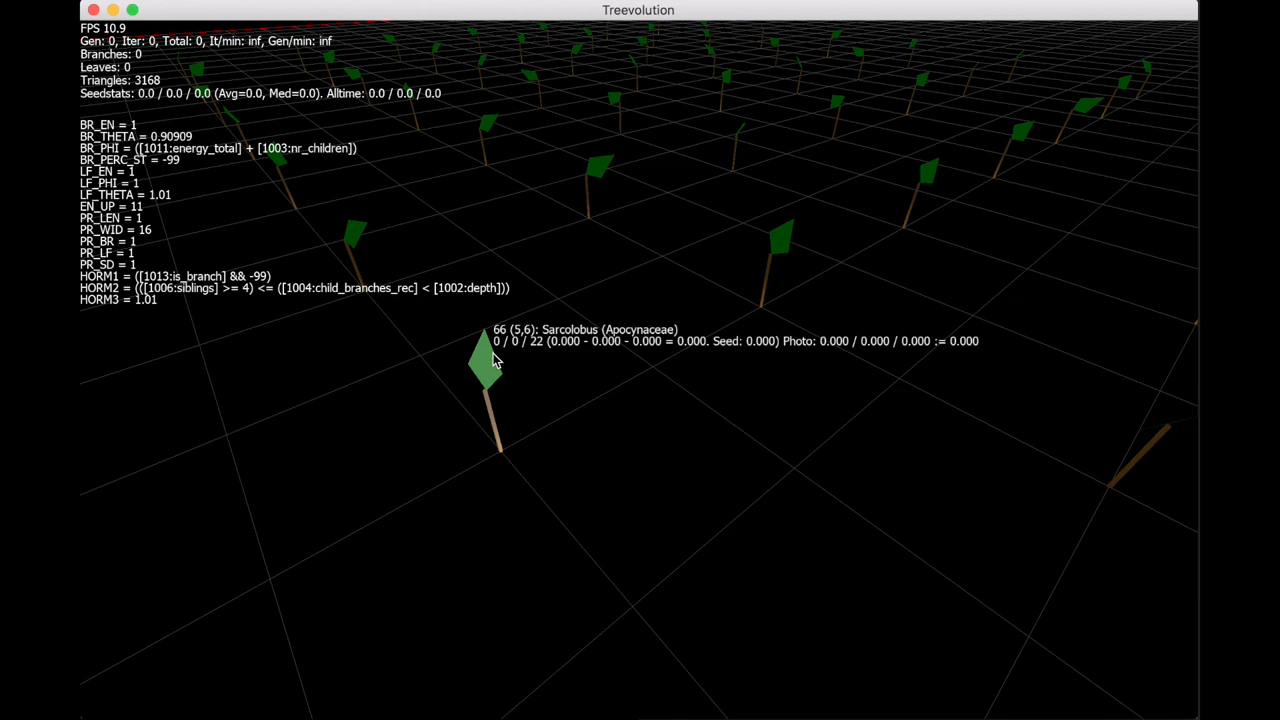 Treevolution
FPS 10.9
Gen: 0, Iter: 0, Total: 0, It/min: inf, Gen/min: inf
Branches: 0
Leaves: 0
Triangles: 3168
Seedstats: 0.0 / 0.0 / 0.0 (Avg=0.0, Med=0.0). Alltime: 0.0 / 0.0 / 0.0
BR_EN = 1
BR_THETA = 0.90909
BR_PHI = ([1011:energy_total] + [1003:nr_children])
BR_PERC_ST = -99
LF_EN = 1
LF_PHI = 1
LF_THETA = 1.01
EN_UP = 11
PR_LEN = 1
PR_WID = 16
PR_BR = 1
PR_LF = 1
PR_SD = 1
HORM1 = ([1013:is_branch] && -99)
HORM2 = (([1006:siblings] >= 4) <= ([1004:child_branches_rec] < [1002:depth]))
HORM3 = 1.01
66 (5,6): Sarcolobus (Apocynaceae)
0 / 0 / 22 (0.000 - 0.000 - 0.000 = 0.000. Seed: 0.000) Photo: 0.000 / 0.000 / 0.000 := 0.000